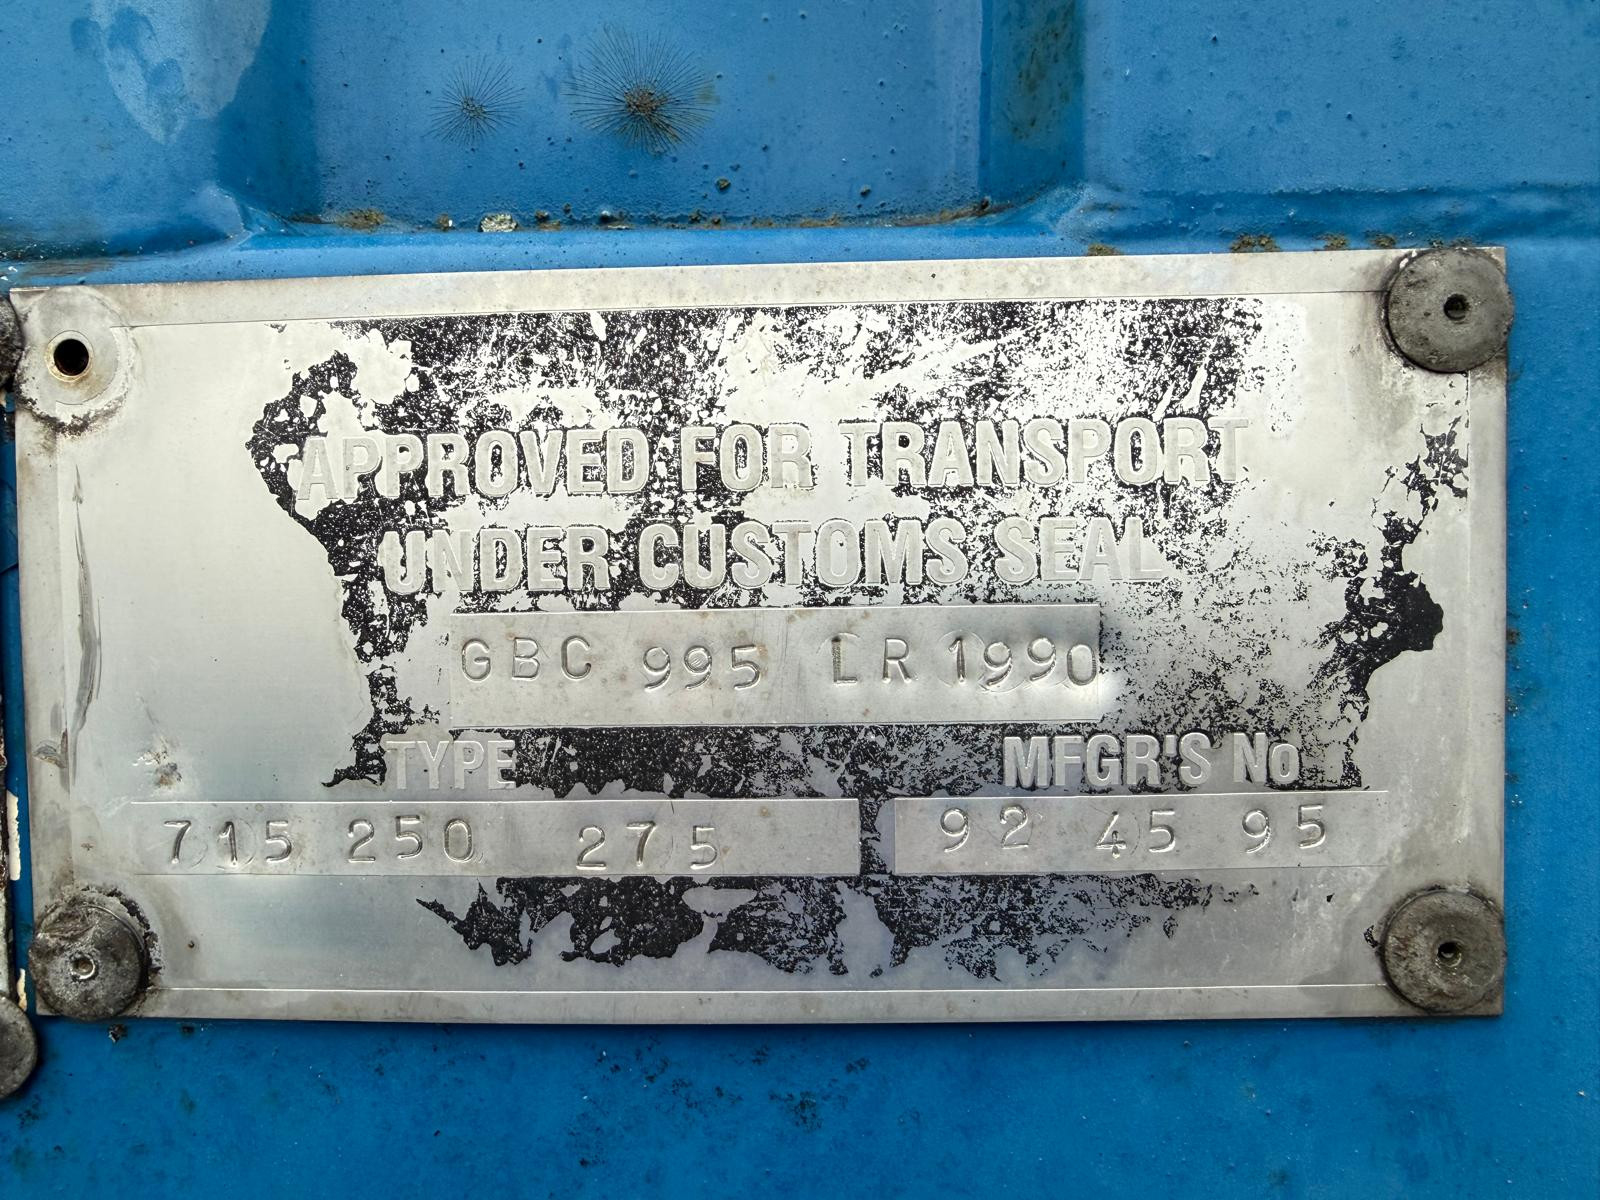 APPROVED FOR TRANSPORT
UNDER CUSTOMS SEAL
GBC 995 LR 1990
TYPE MFGR'S No
715 250 275 92 45 95